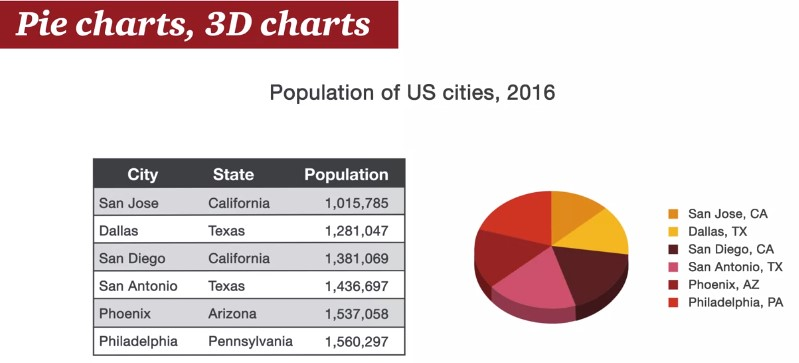 Pie charts, 3D charts
Population of US cities, 2016
City State Population
San Jose California 1,015,785
Dallas Texas 1,281,047
San Diego California 1,381,069
San Antonio Texas 1,436,697
Phoenix Arizona 1,537,058
Philadelphia Pennsylvania 1,560,297
San Jose, CA
Dallas, TX
San Diego, CA
San Antonio, TX
Phoenix, AZ
Philadelphia, PA